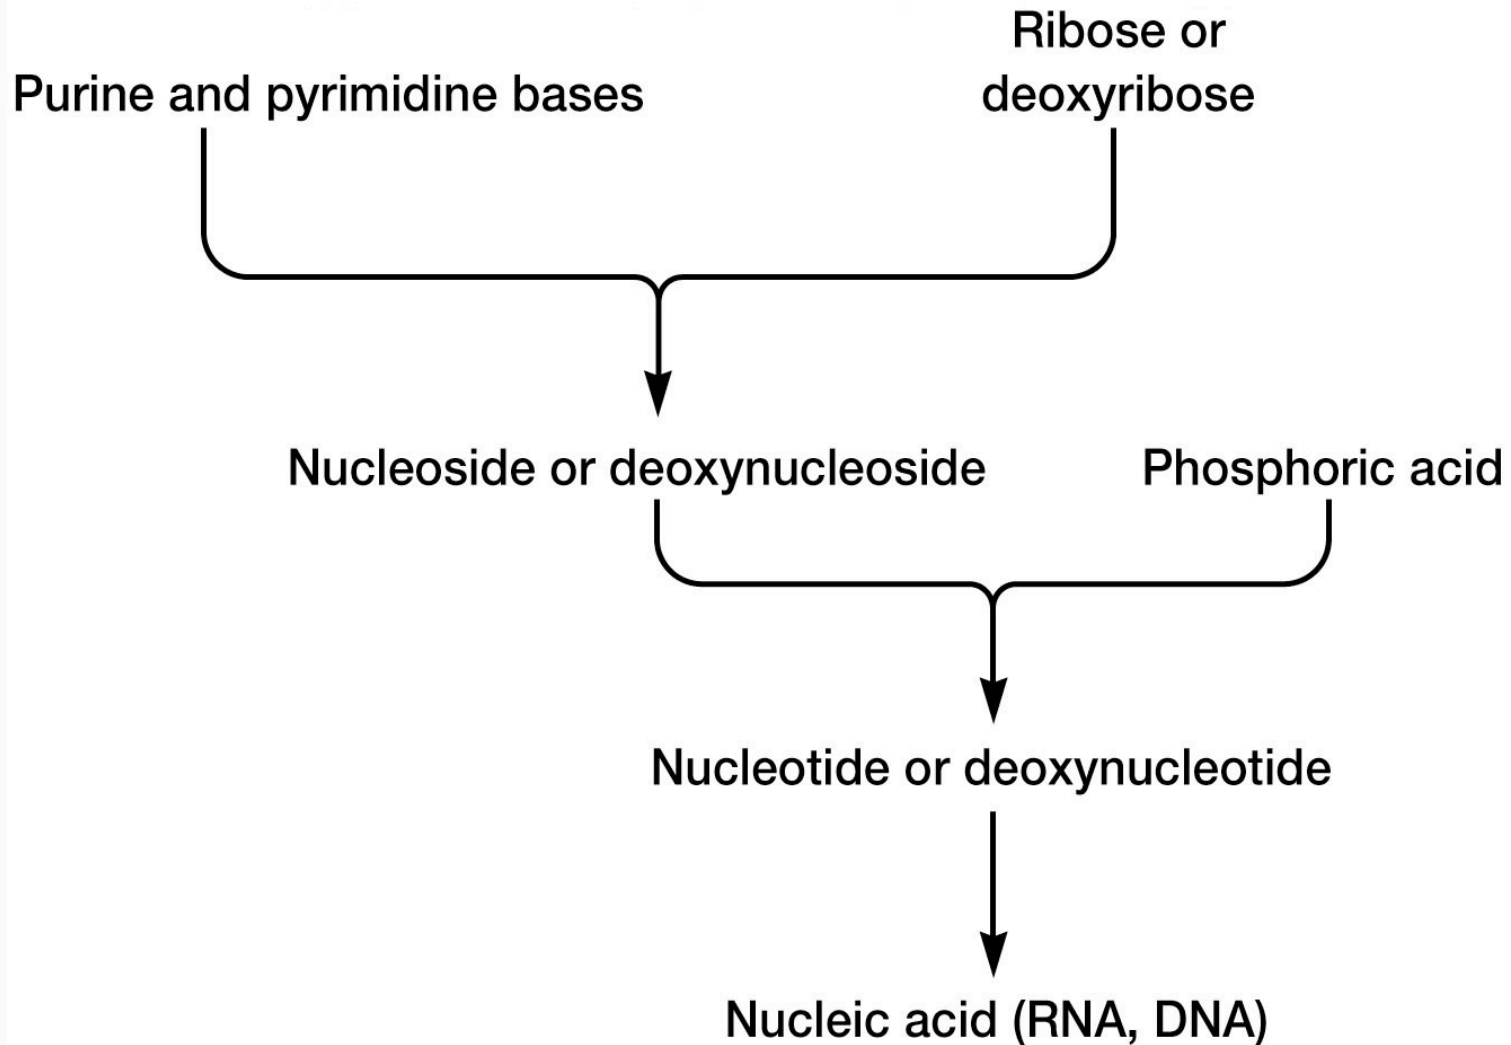 Ribose or
Purine and pyrimidine bases
deoxyribose
Nucleoside or deoxynucleoside
Phosphoric acid
Nucleotide or deoxynucleotide
Nucleic acid (RNA, DNA)